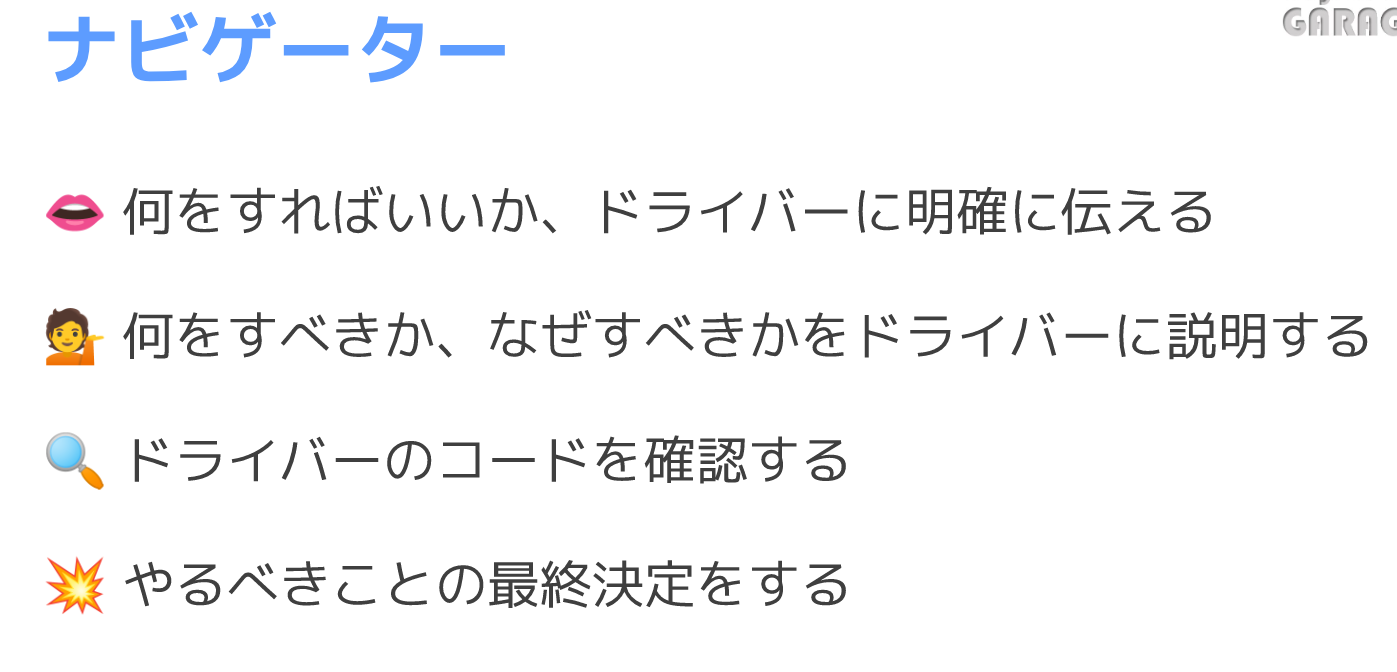 ナビゲーター
何をすればいいか、ドライバーに明確に伝える
何をすべきか、なぜすべきかをドライバーに説明する
ドライバーのコードを確認する
やるべきことの最終決定をする